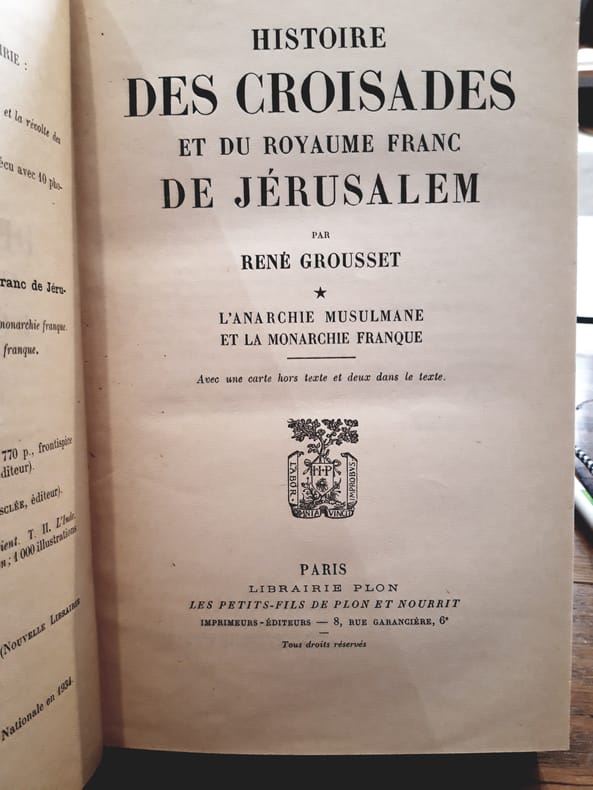 RIE :
et la révolte des
écu avec 10 pho-
ranc de Jéru-
monarchie franque.
franque.
770 p., frontispice
diteur).
SCLÉE, éditeur).
ient. T. II. L'Inde,
n; 1 000 illustrations
(NOUVELLE LIBRAIRIE
Nationale en 1934.
HISTOIRE
DES CROISADES
ET DU ROYAUME FRANC
DE JÉRUSALEM
PAR
RENÉ GROUSSET
★
L'ANARCHIE MUSULMANE
ET LA MONARCHIE FRANQUE
Avec une carte hors texte et deux dans le texte.
LABOR
H·P
IMPROBVS
OMNIA VINCIT
PARIS
LIBRAIRIE PLON
LES PETITS-FILS DE PLON ET NOURRIT
IMPRIMEURS-ÉDITEURS — 8, RUE GARANCIÈRE, 6e
Tous droits réservés